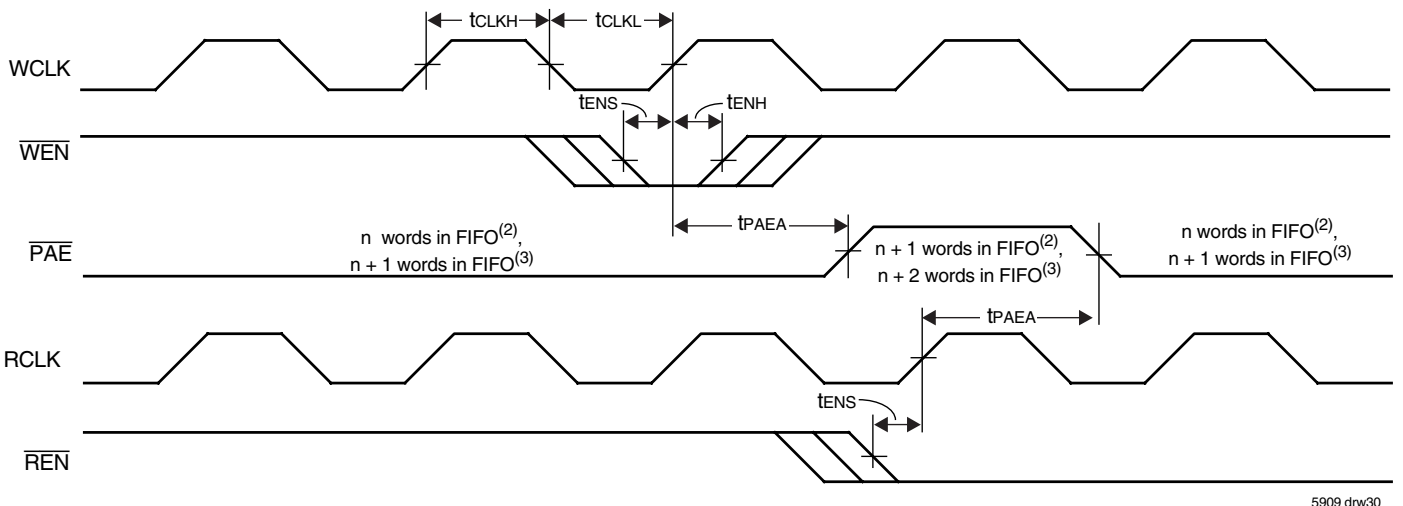 tCLKH
tCLKL
WCLK
tENS
tENH
WEN
tPAEA
PAE
n words in FIFO(2),
n + 1 words in FIFO(3)
n + 1 words in FIFO(2),
n + 2 words in FIFO(3)
n words in FIFO(2),
n + 1 words in FIFO(3)
tPAEA
RCLK
tENS
REN
5909 drw30